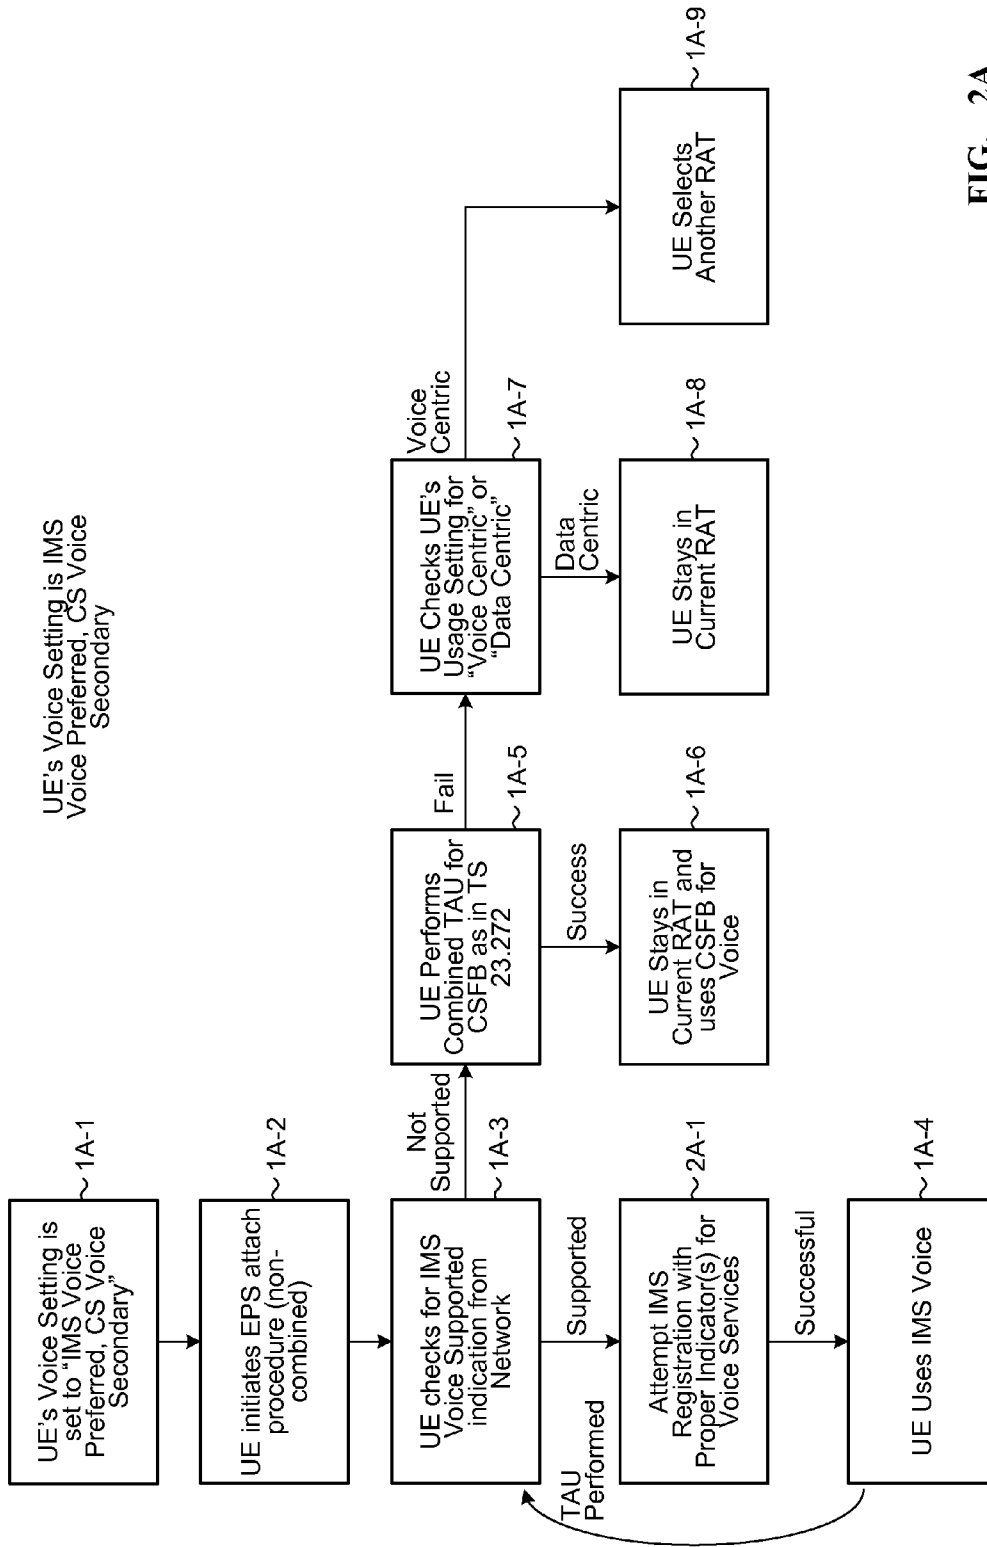 UE's Voice Setting is IMS
Voice Preferred, CS Voice
Secondary
UE's Voice Setting is
set to "IMS Voice
Preferred, CS Voice
Secondary"
1A-1
UE initiates EPS attach
procedure (non-
combined)
1A-2
UE checks for IMS
Voice Supported
indication from
Network
1A-3
Not
Supported
UE Performs
Combined TAU for
CSFB as in TS
23.272
1A-5
Fail
UE Checks UE's
Usage Setting for
"Voice Centric" or
"Data Centric"
1A-7
Voice
Centric
Supported
Success
Data
Centric
TAU
Performed
Attempt IMS
Registration with
Proper Indicator(s) for
Voice Services
2A-1
UE Stays in
Current RAT and
uses CSFB for
Voice
1A-6
UE Stays in
Current RAT
1A-8
UE Selects
Another RAT
1A-9
Successful
UE Uses IMS Voice
1A-4
FIG. 2A